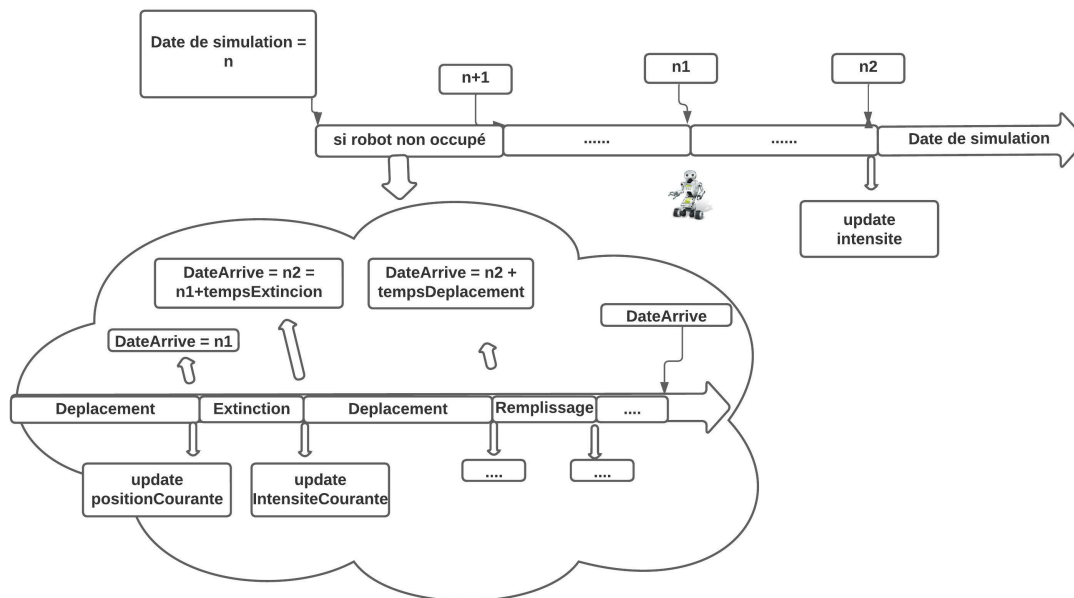 Date de simulation =
n
n+1
n1
n2
si robot non occupé
......
......
Date de simulation
update
intensite
DateArrive = n2 =
n1+tempsExtincion
DateArrive = n2 +
tempsDeplacement
DateArrive
DateArrive = n1
Deplacement
Extinction
Deplacement
Remplissage
....
update
positionCourante
update
IntensiteCourante
....
....